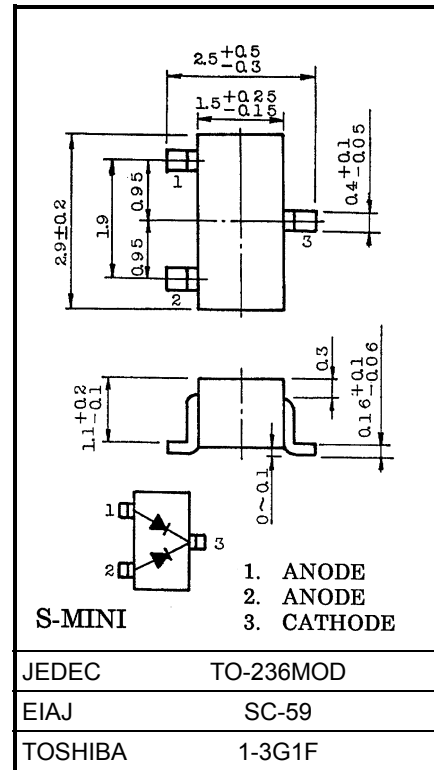 2.5 +0.5 -0.3
1.5 +0.25 -0.15
2.9±0.2
1.9
0.95
0.95
0.4 +0.1 -0.05
1
2
3
1.1 +0.2 -0.1
0.3
0.16 +0.1 -0.06
0~0.1
1
2
3
1. ANODE
2. ANODE
3. CATHODE
S-MINI
JEDEC TO-236MOD
EIAJ SC-59
TOSHIBA 1-3G1F